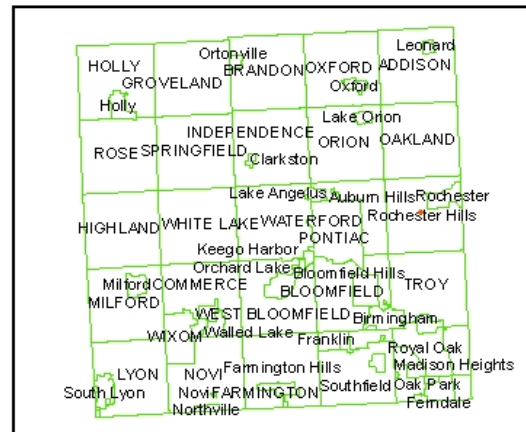 Leonard
Ortonville
HOLLY
BRANDON
OXFORD
ADDISON
GROVELAND
Oxford
Holly
Lake Orion
INDEPENDENCE
ORION
OAKLAND
ROSE
SPRINGFIELD
Clarkston
Lake Angelus
Auburn Hills
Rochester
Rochester Hills
HIGHLAND
WHITE LAKE
WATERFORD
PONTIAC
Keego Harbor
Orchard Lake
Bloomfield Hills
Milford
COMMERCE
BLOOMFIELD
TROY
MILFORD
WEST BLOOMFIELD
Birmingham
WIXOM
Walled Lake
Franklin
Royal Oak
LYON
NOVI
Farmington Hills
Madison Heights
South Lyon
Novi
FARMINGTON
Southfield
Oak Park
Northville
Ferndale